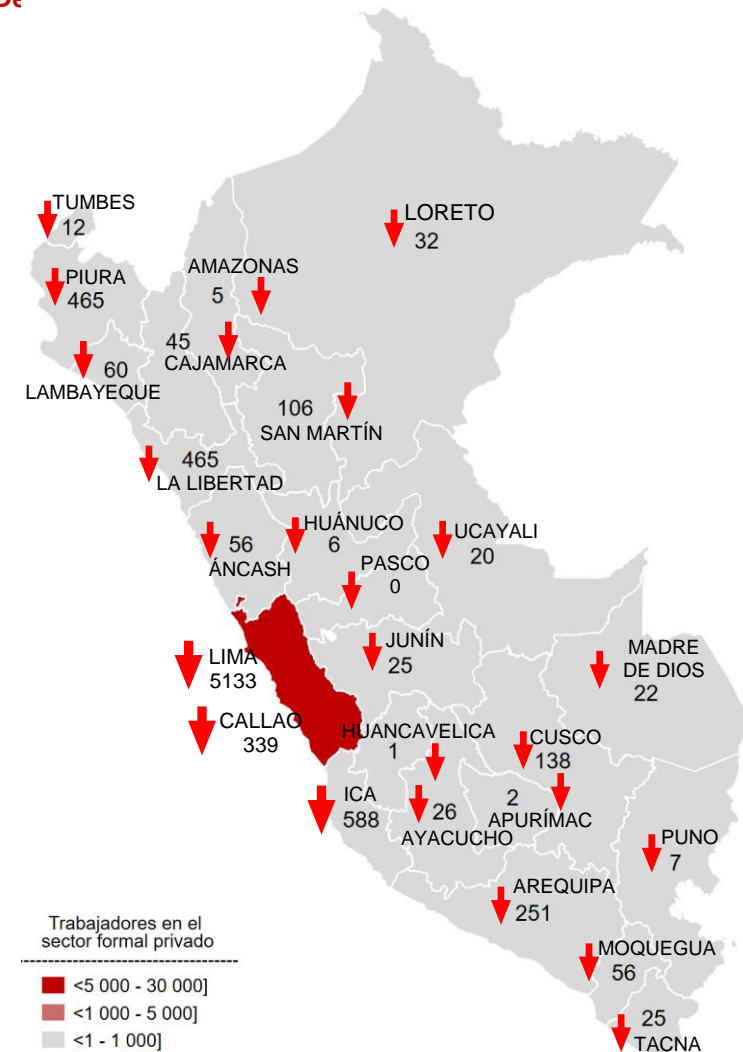 TUMBES
12
LORETO
32
PIURA
465
AMAZONAS
5
45
CAJAMARCA
60
LAMBAYEQUE
106
SAN MARTÍN
465
LA LIBERTAD
HUÁNUCO
6
UCAYALI
20
56
ÁNCASH
PASCO
0
JUNÍN
25
MADRE
DE DIOS
22
LIMA
5133
CALLAO
339
HUANCAVELICA
1
CUSCO
138
ICA
588
26
AYACUCHO
2
APURÍMAC
PUNO
7
AREQUIPA
251
MOQUEGUA
56
25
TACNA
Trabajadores en el
sector formal privado
<5 000 - 30 000]
<1 000 - 5 000]
<1 - 1 000]